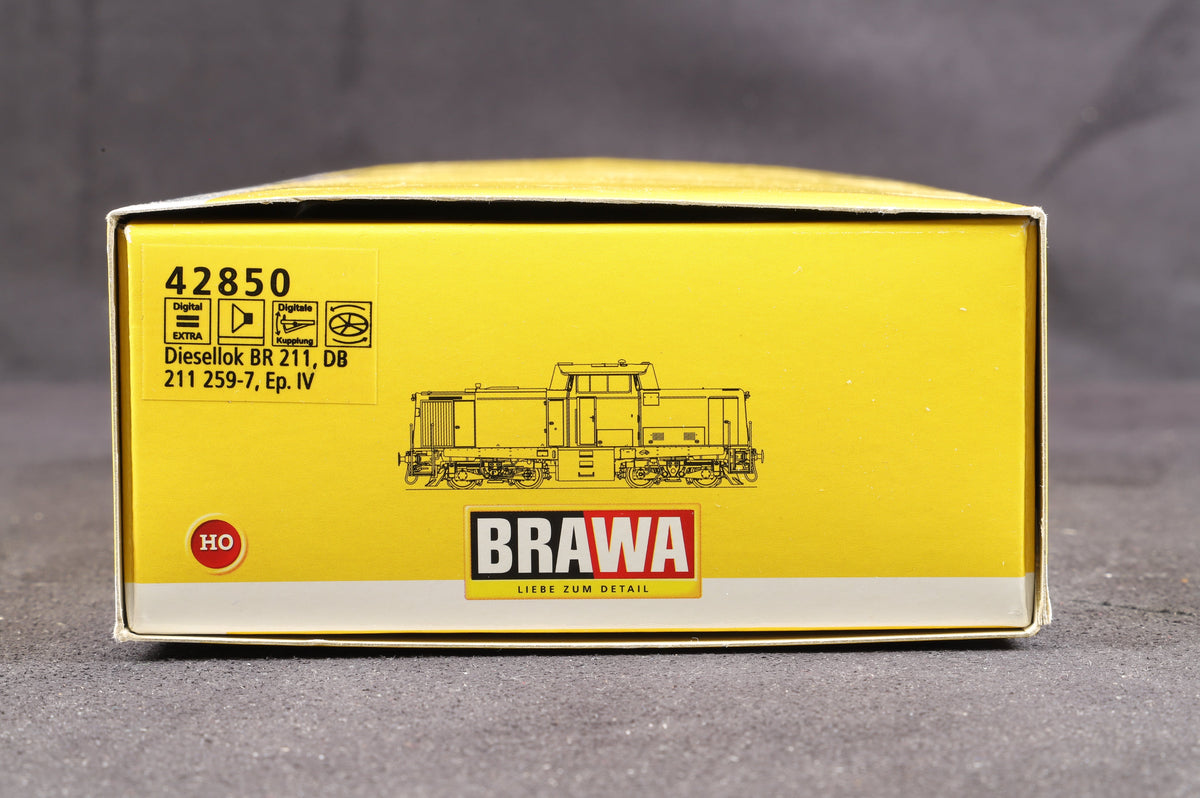 42850
Digital
EXTRA
Digitale
Kupplung
Diesellok BR 211, DB
211 259-7, Ep. IV
HO
BRAWA
LIEBE ZUM DETAIL